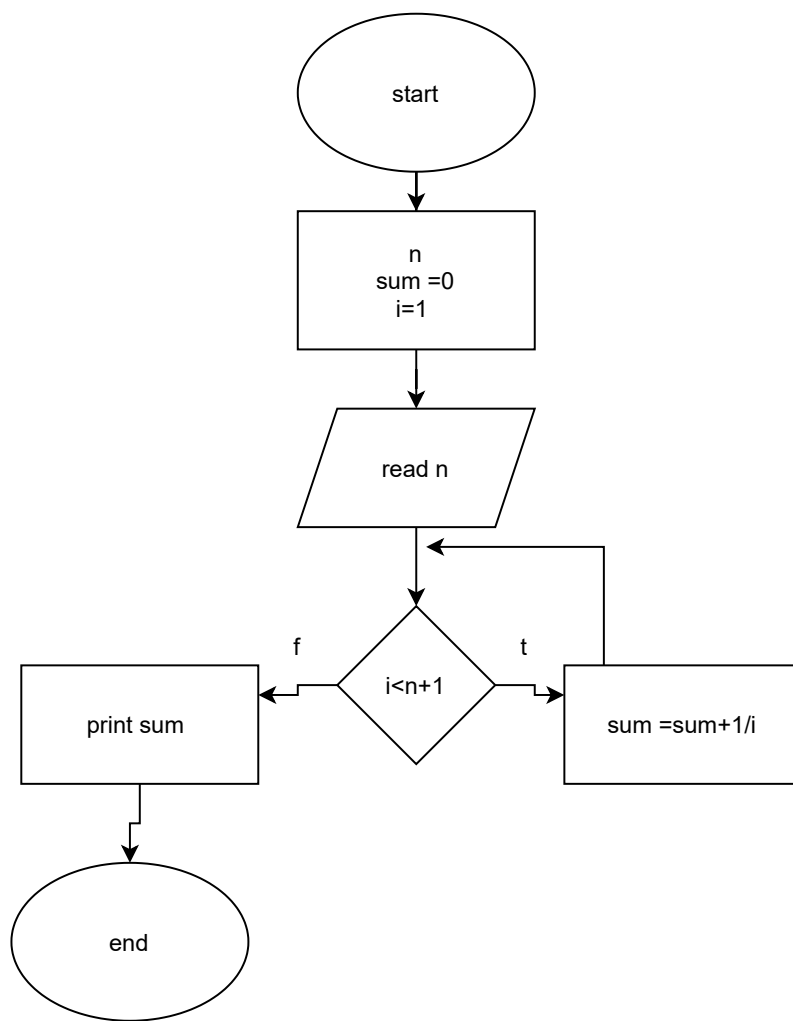 start
n
sum =0
i=1
read n
f
t
i<n+1
print sum
sum =sum+1/i
end